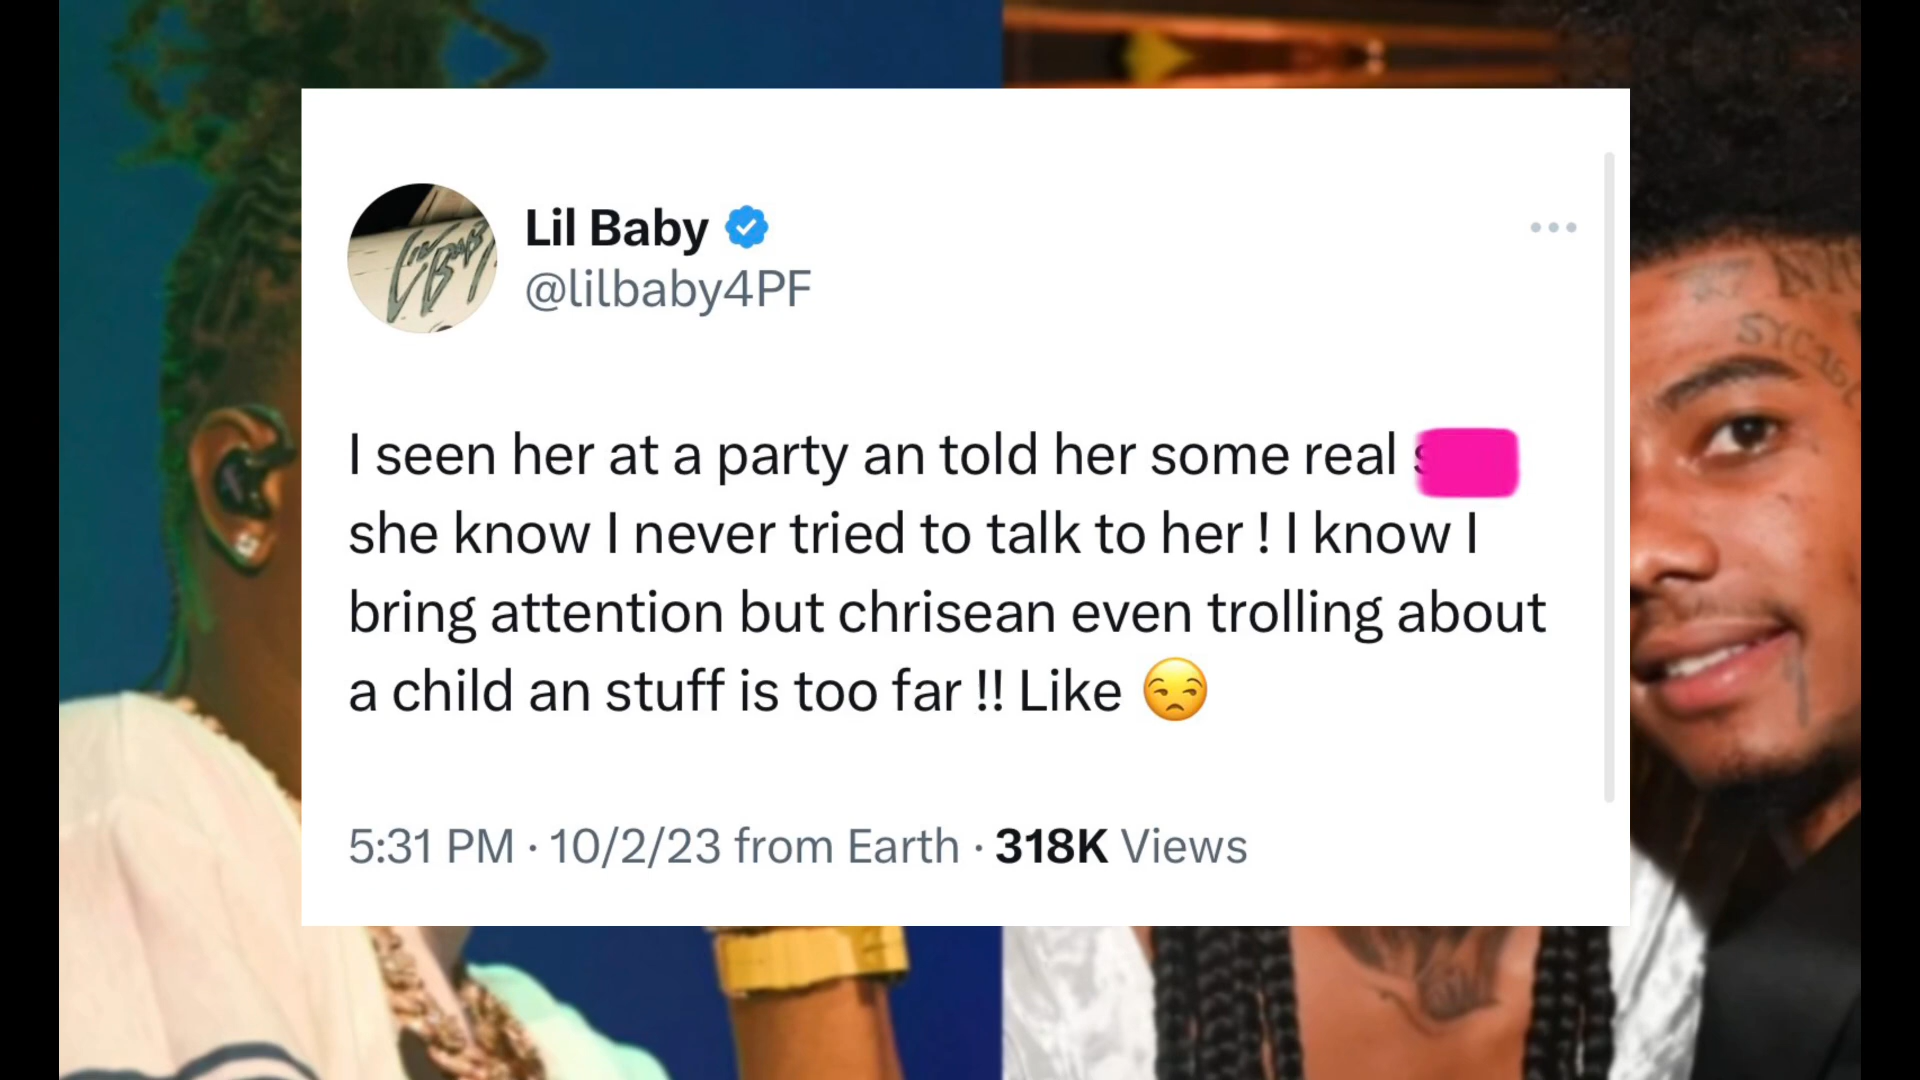 Lil Baby
@lilbaby4PF
I seen her at a party an told her some real
she know I never tried to talk to her ! I know I
bring attention but chrisean even trolling about
a child an stuff is too far !! Like 😒
5:31 PM · 10/2/23 from Earth · 318K Views